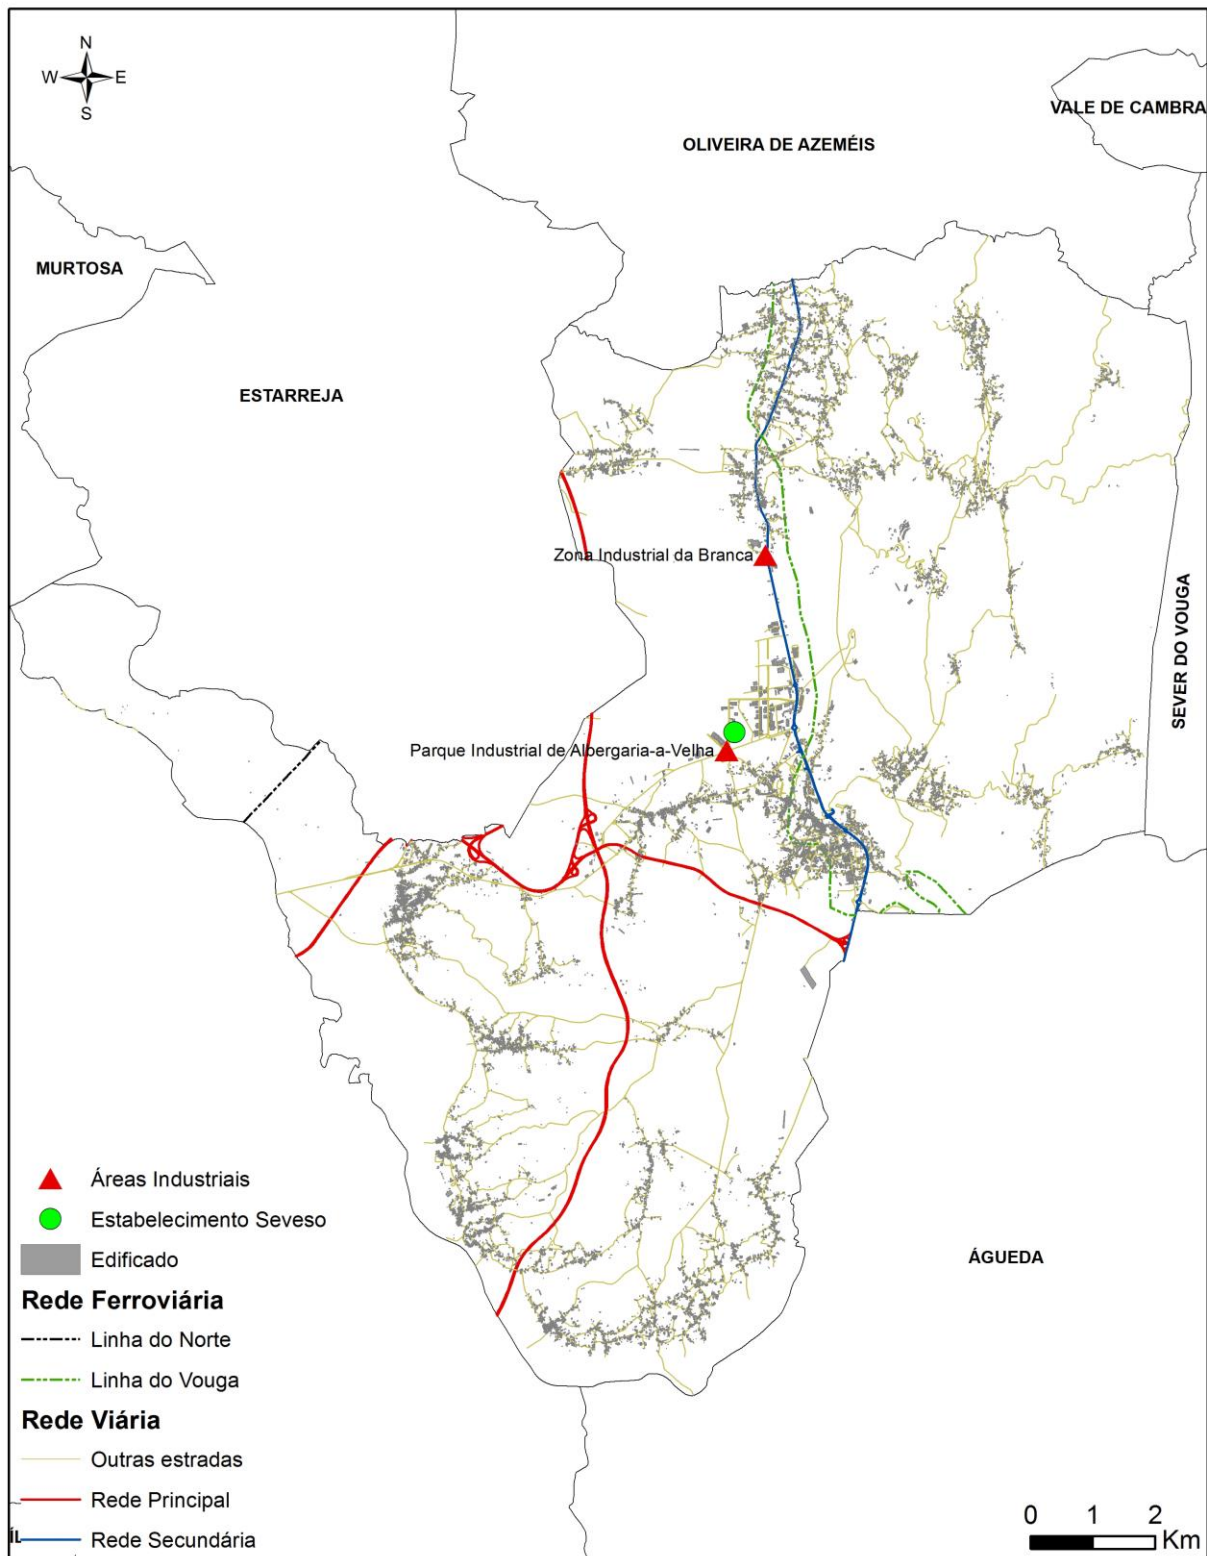 N
W E
S
VALE DE CAMBRA
OLIVEIRA DE AZEMÉIS
MURTOSA
ESTARREJA
Zona Industrial da Branca
SEVER DO VOUGA
Parque Industrial de Albergaria-a-Velha
Áreas Industriais
Estabelecimento Seveso
Edificado
ÁGUEDA
Rede Ferroviária
Linha do Norte
Linha do Vouga
Rede Viária
Outras estradas
Rede Principal
Rede Secundária
0 1 2
Km